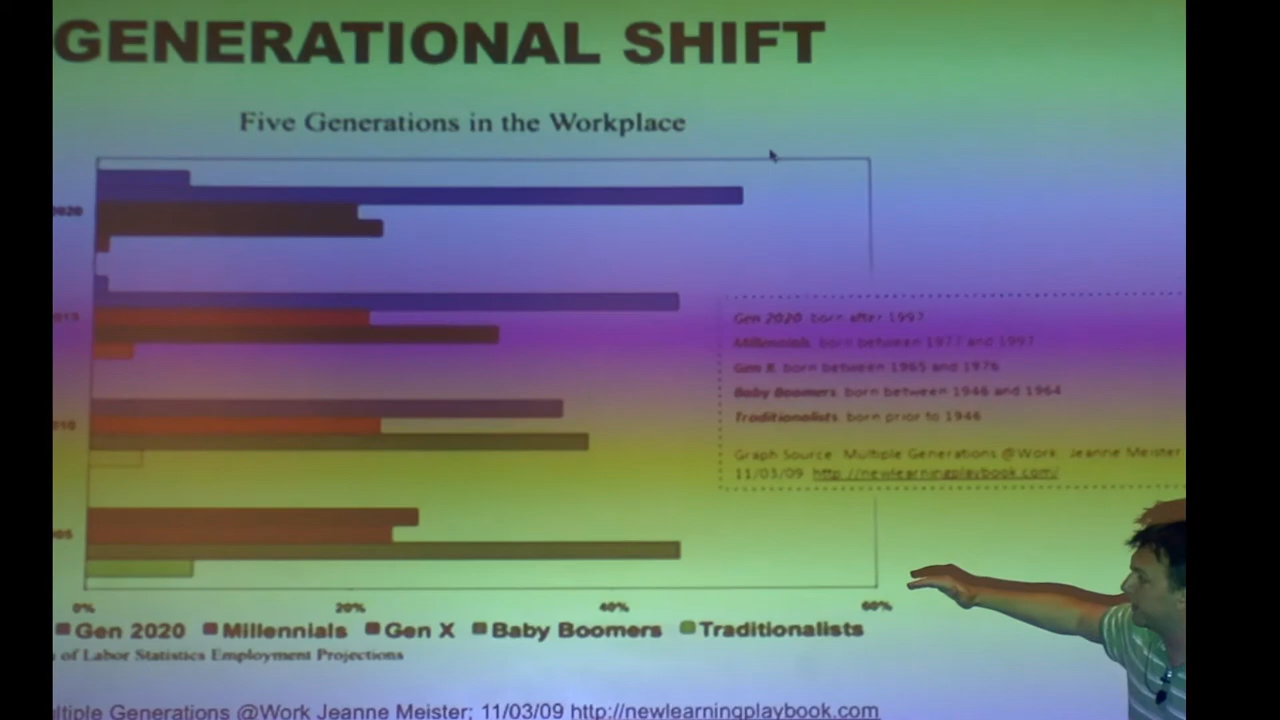 GENERATIONAL SHIFT
Five Generations in the Workplace
2020
Gen 2020 born after 1997
Millennials born between 1977 and 1997
Gen X born between 1965 and 1976
Baby Boomers born between 1946 and 1964
Traditionalists born prior to 1946
Graph Source Multiple Generations @Work Jeanne Meister
11/03/09 http://newlearningplaybook.com/
0% 20% 40% 60%
Gen 2020 Millennials Gen X Baby Boomers Traditionalists
of Labor Statistics Employment Projections
Generations @Work Jeanne Meister; 11/03/09 http://newlearningplaybook.com